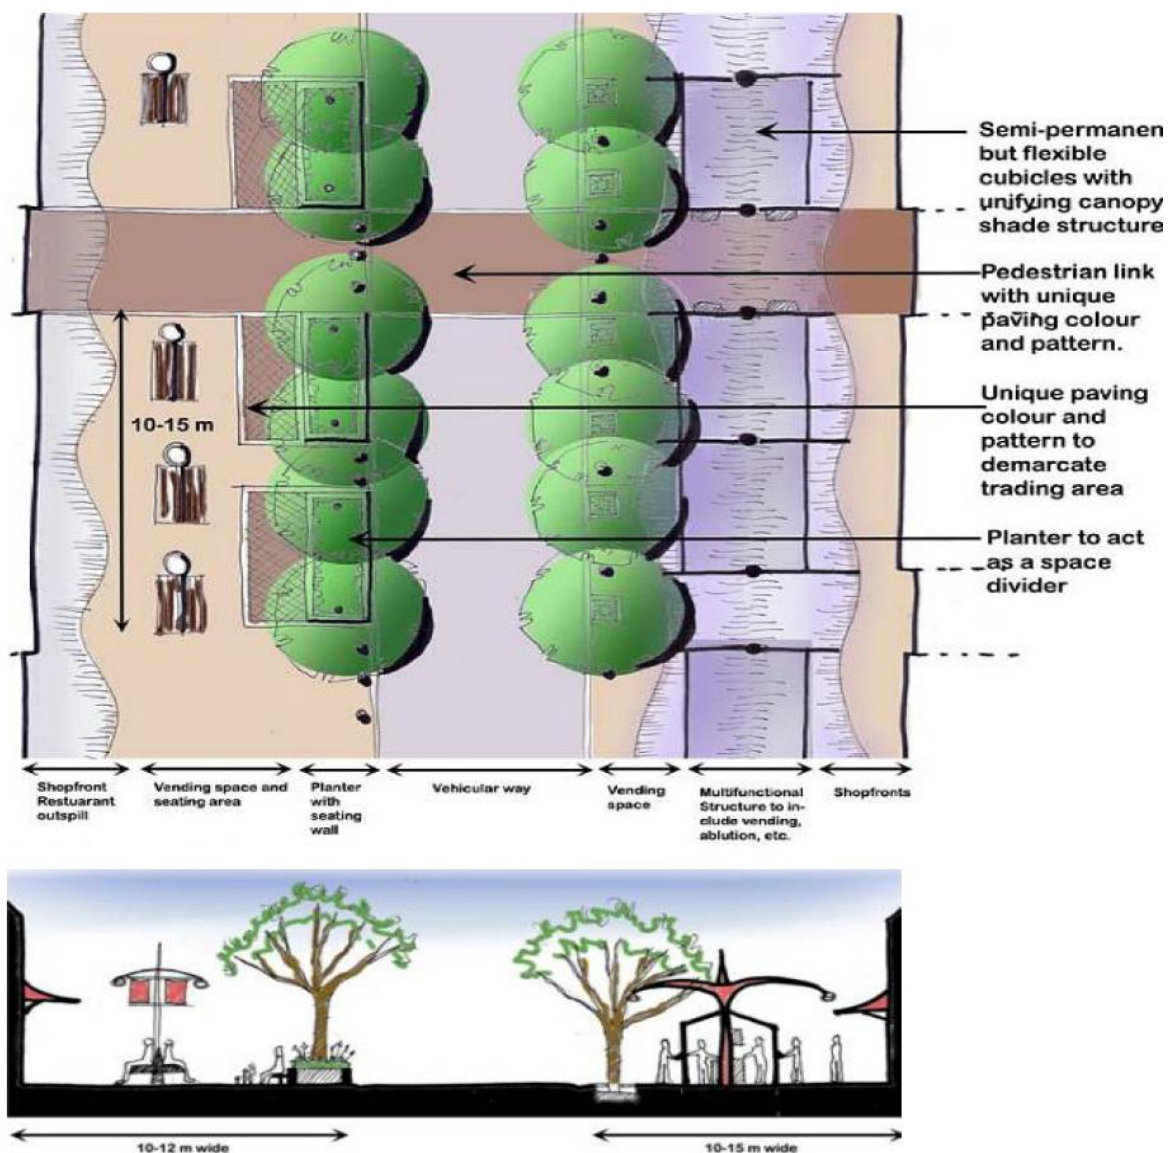 Semi-permanen
but flexible
cubicles with
unifying canopy
shade structure
Pedestrian link
with unique
paving colour
and pattern.
Unique paving
colour and
pattern to
demarcate
trading area
Planter to act
as a space
divider
10-15 m
Shopfront
Restuarant
outspill
Vending space and
seating area
Planter
with
seating
wall
Vehicular way
Vending
space
Multifunctional
Structure to in-
clude vending,
ablution, etc.
Shopfronts
10-12 m wide
10-15 m wide